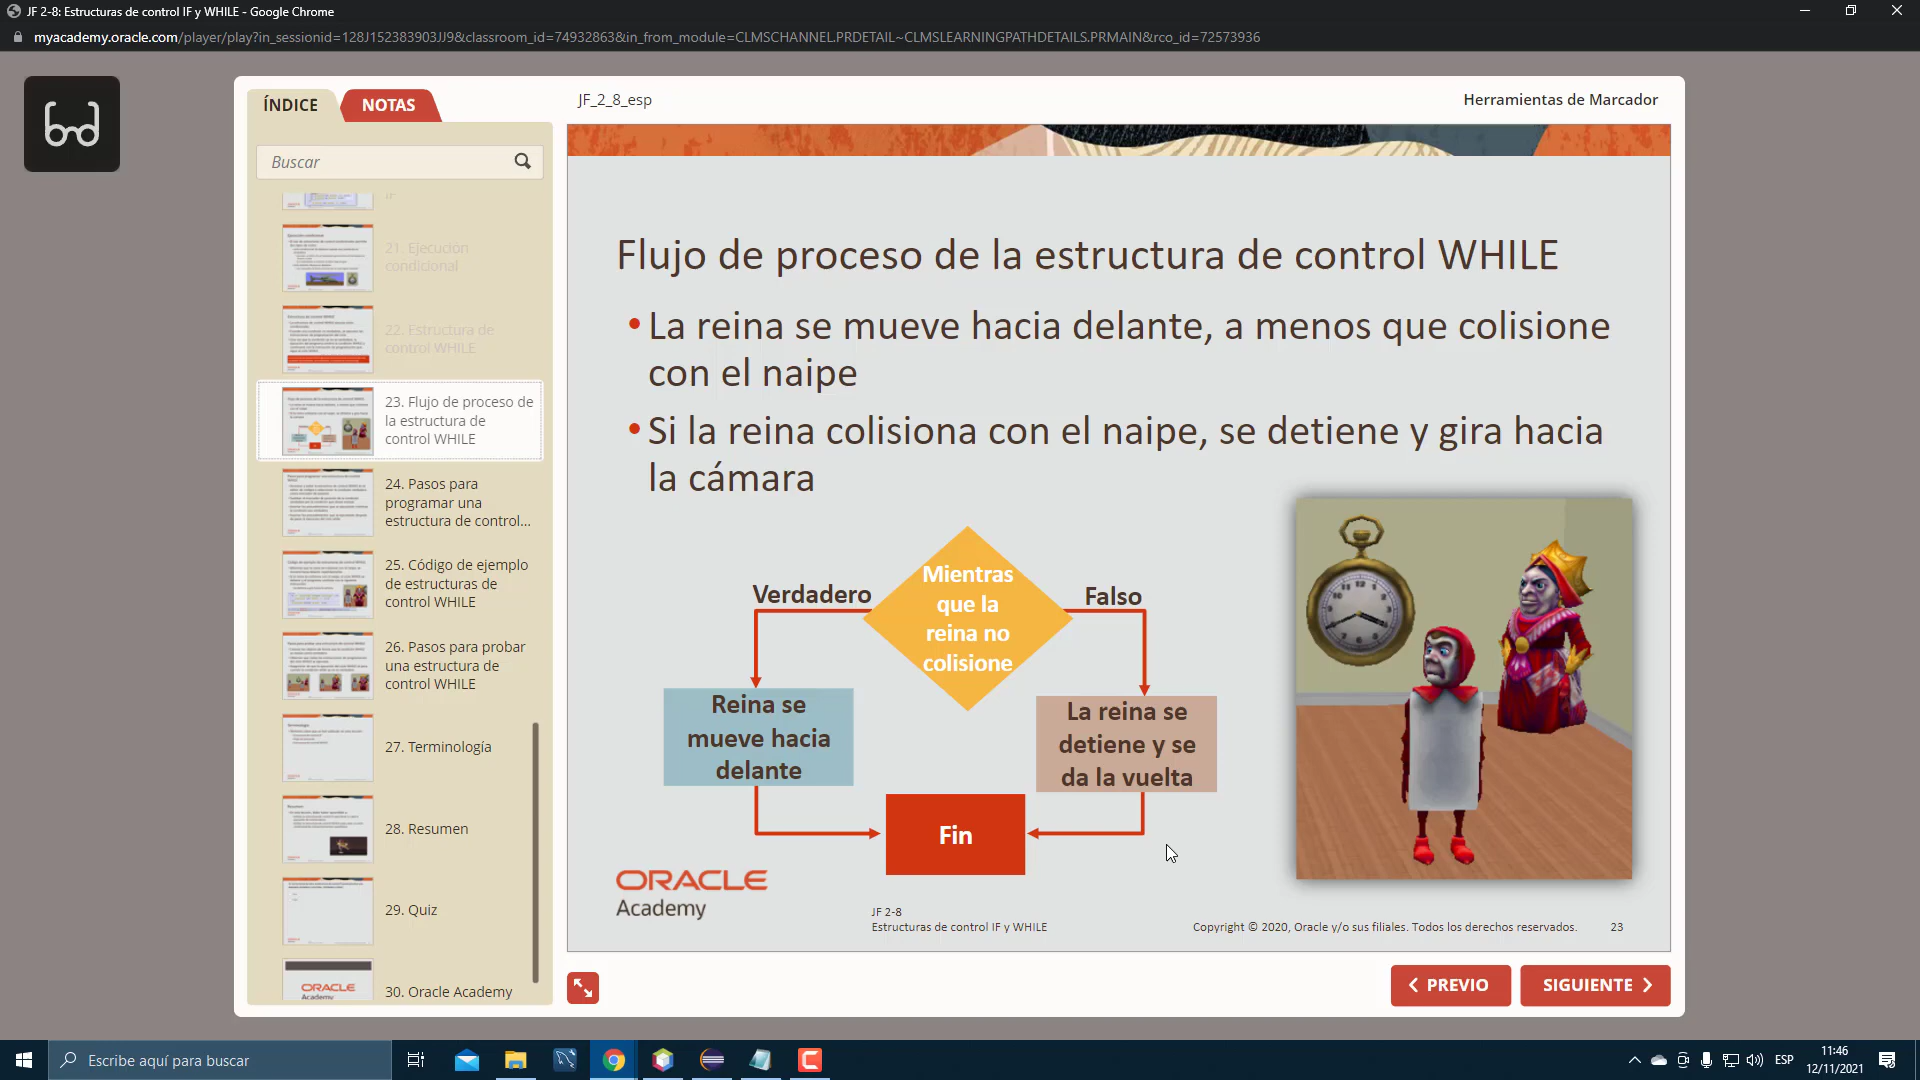 JF 2-8: Estructuras de control IF y WHILE - Google Chrome
myacademy.oracle.com/player/play?in_sessionid=128J152383903JJ9&classroom_id=74932863&in_from_module=CLMSCHANNEL.PRDETAIL~CLMSLEARNINGPATHDETAILS.PRMAIN&rco_id=72573936
ÍNDICE
NOTAS
JF_2_8_esp
Herramientas de Marcador
Buscar
IF
21. Ejecución
condicional
22. Estructura de
control WHILE
23. Flujo de proceso de
la estructura de
control WHILE
24. Pasos para
programar una
estructura de control...
25. Código de ejemplo
de estructuras de
control WHILE
26. Pasos para probar
una estructura de
control WHILE
27. Terminología
28. Resumen
29. Quiz
ORACLE
Academy
30. Oracle Academy
Flujo de proceso de la estructura de control WHILE
• La reina se mueve hacia delante, a menos que colisione
con el naipe
• Si la reina colisiona con el naipe, se detiene y gira hacia
la cámara
Verdadero
Mientras
que la
reina no
colisione
Falso
Reina se
mueve hacia
delante
La reina se
detiene y se
da la vuelta
Fin
ORACLE
Academy
JF 2-8
Estructuras de control IF y WHILE
Copyright © 2020, Oracle y/o sus filiales. Todos los derechos reservados.
23
PREVIO
SIGUIENTE
Escribe aquí para buscar
ESP
11:46
12/11/2021